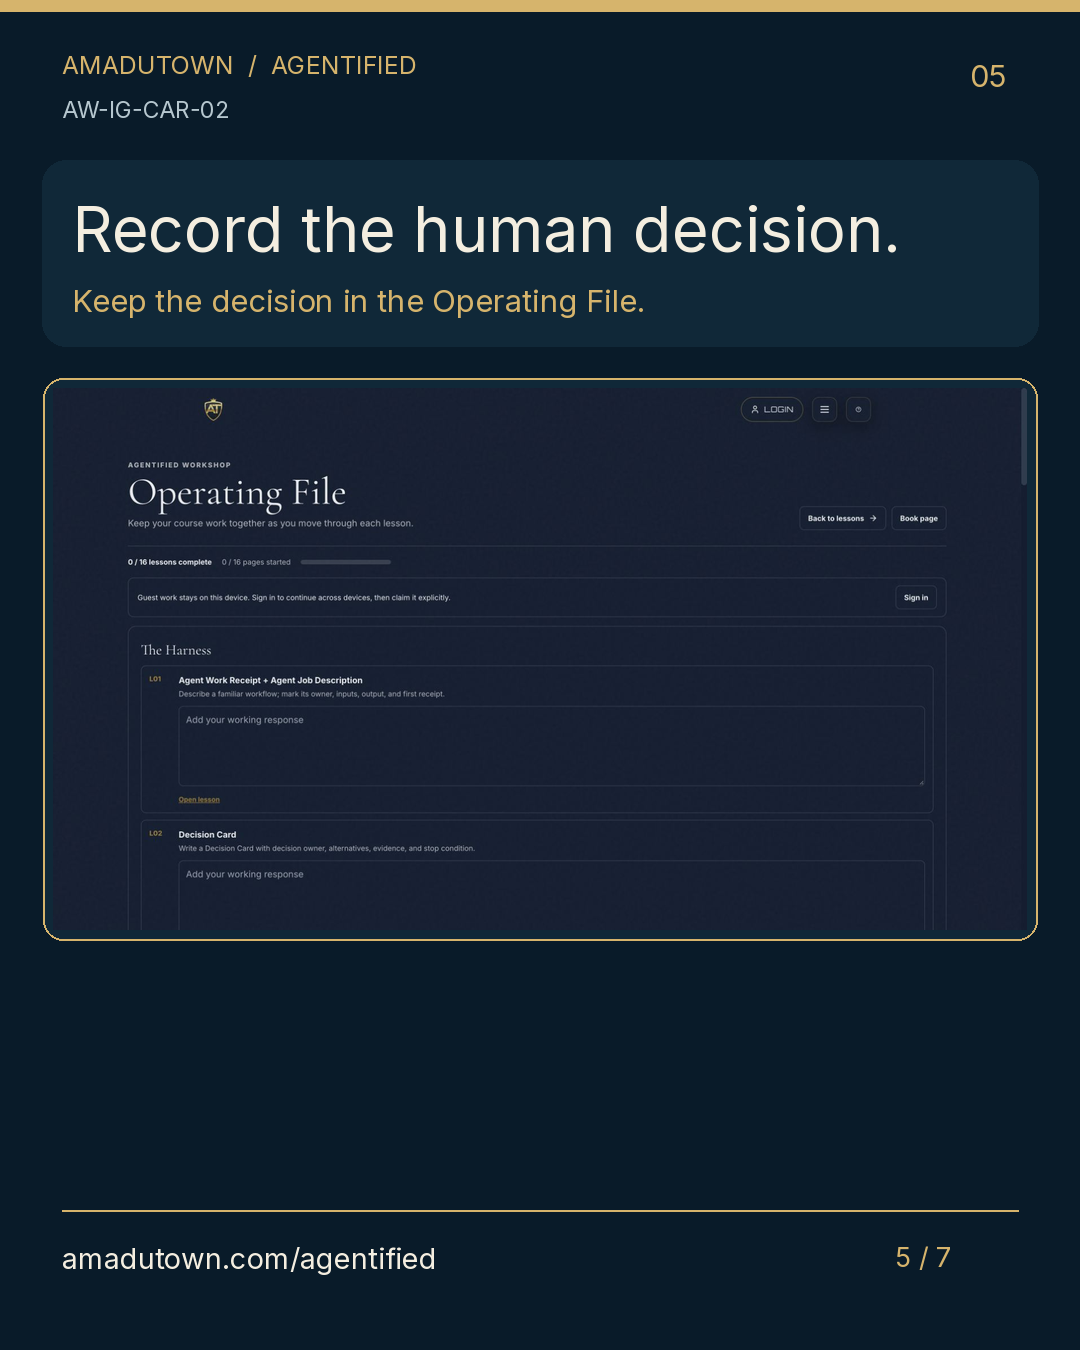 AMADUTOWN / AGENTIFIED
05
AW-IG-CAR-02
Record the human decision.
Keep the decision in the Operating File.
AT
LOGIN
AGENTIFIED WORKSHOP
Operating File
Keep your course work together as you move through each lesson.
Back to lessons →
Book page
0 / 16 lessons complete 0 / 16 pages started
Guest work stays on this device. Sign in to continue across devices, then claim it explicitly.
Sign in
The Harness
L01
Agent Work Receipt + Agent Job Description
Describe a familiar workflow; mark its owner, inputs, output, and first receipt.
Add your working response
Open lesson
L02
Decision Card
Write a Decision Card with decision owner, alternatives, evidence, and stop condition.
Add your working response
amadutown.com/agentified
5 / 7